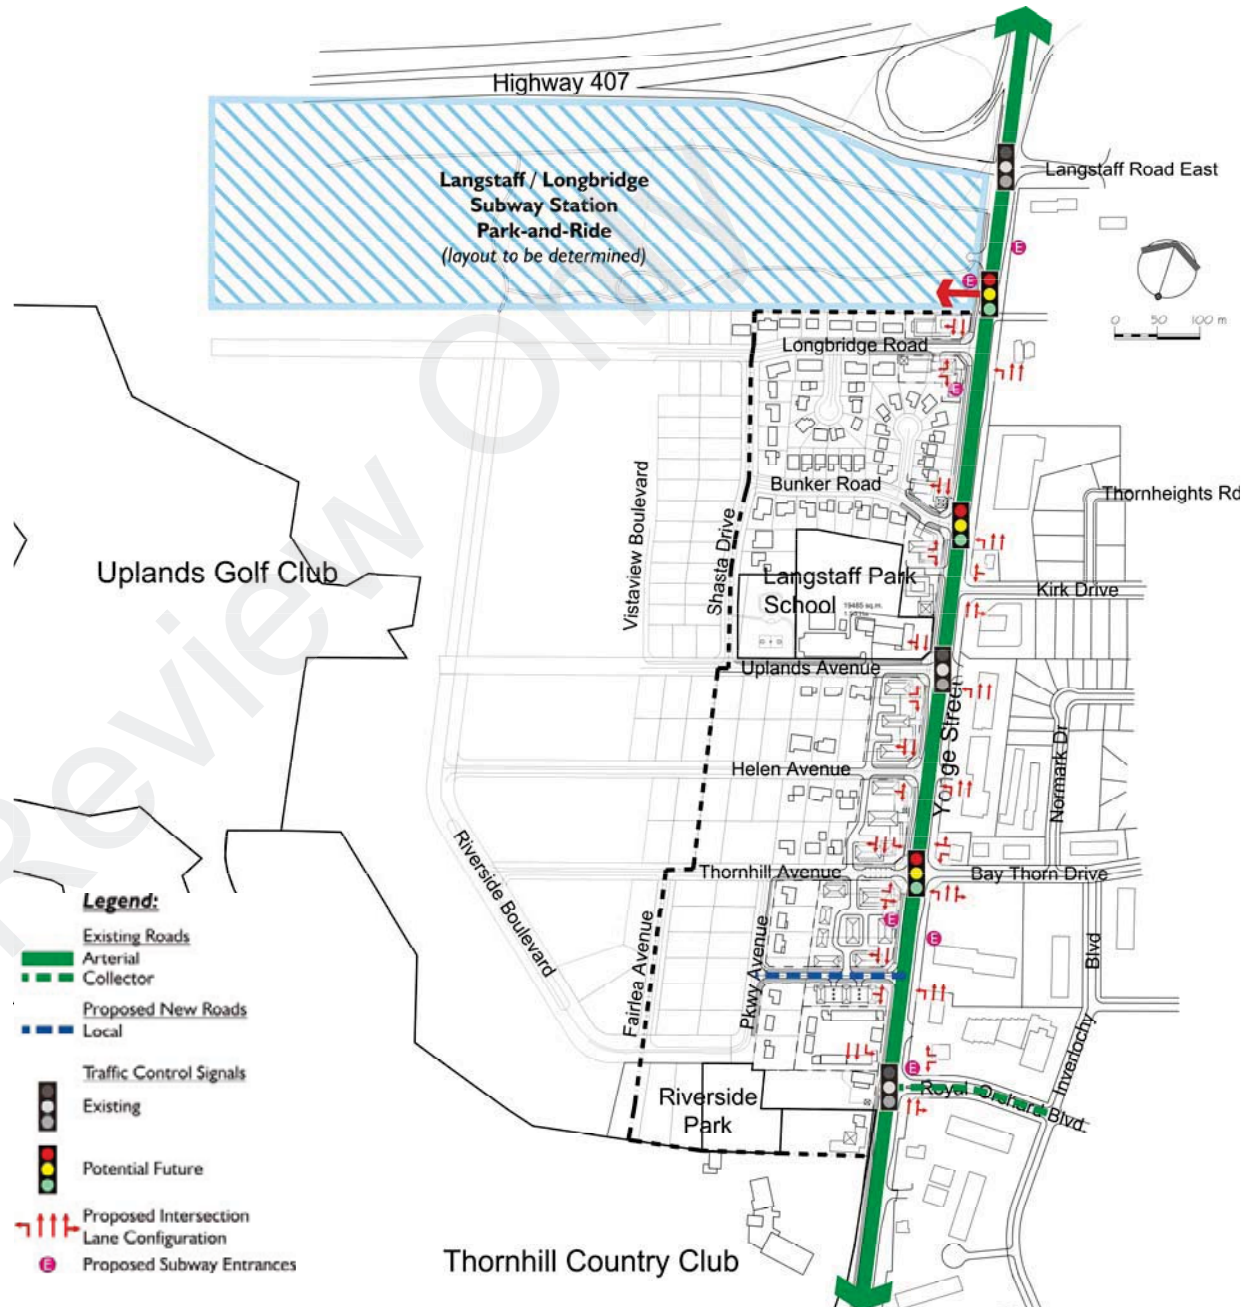 Highway 407
Langstaff Road East
Langstaff / Longbridge
Subway Station
Park-and-Ride
(layout to be determined)
E
E
0 50 100 m
Longbridge Road
E
Bunker Road
Thornheights Rd
Vistaview Boulevard
Shasta Drive
Uplands Golf Club
Langstaff Park
School
19485 sq.m.
Kirk Drive
Uplands Avenue
Yonge Street
Normark Dr
Helen Avenue
Riverside Boulevard
Thornhill Avenue
Bay Thorn Drive
E
E
Fairlea Avenue
Pkwy Avenue
Inverlochy Blvd
E
Royal Orchard Blvd.
Riverside
Park
Thornhill Country Club
Legend:
Existing Roads
Arterial
Collector
Proposed New Roads
Local
Traffic Control Signals
Existing
Potential Future
Proposed Intersection
Lane Configuration
E Proposed Subway Entrances
Review Only